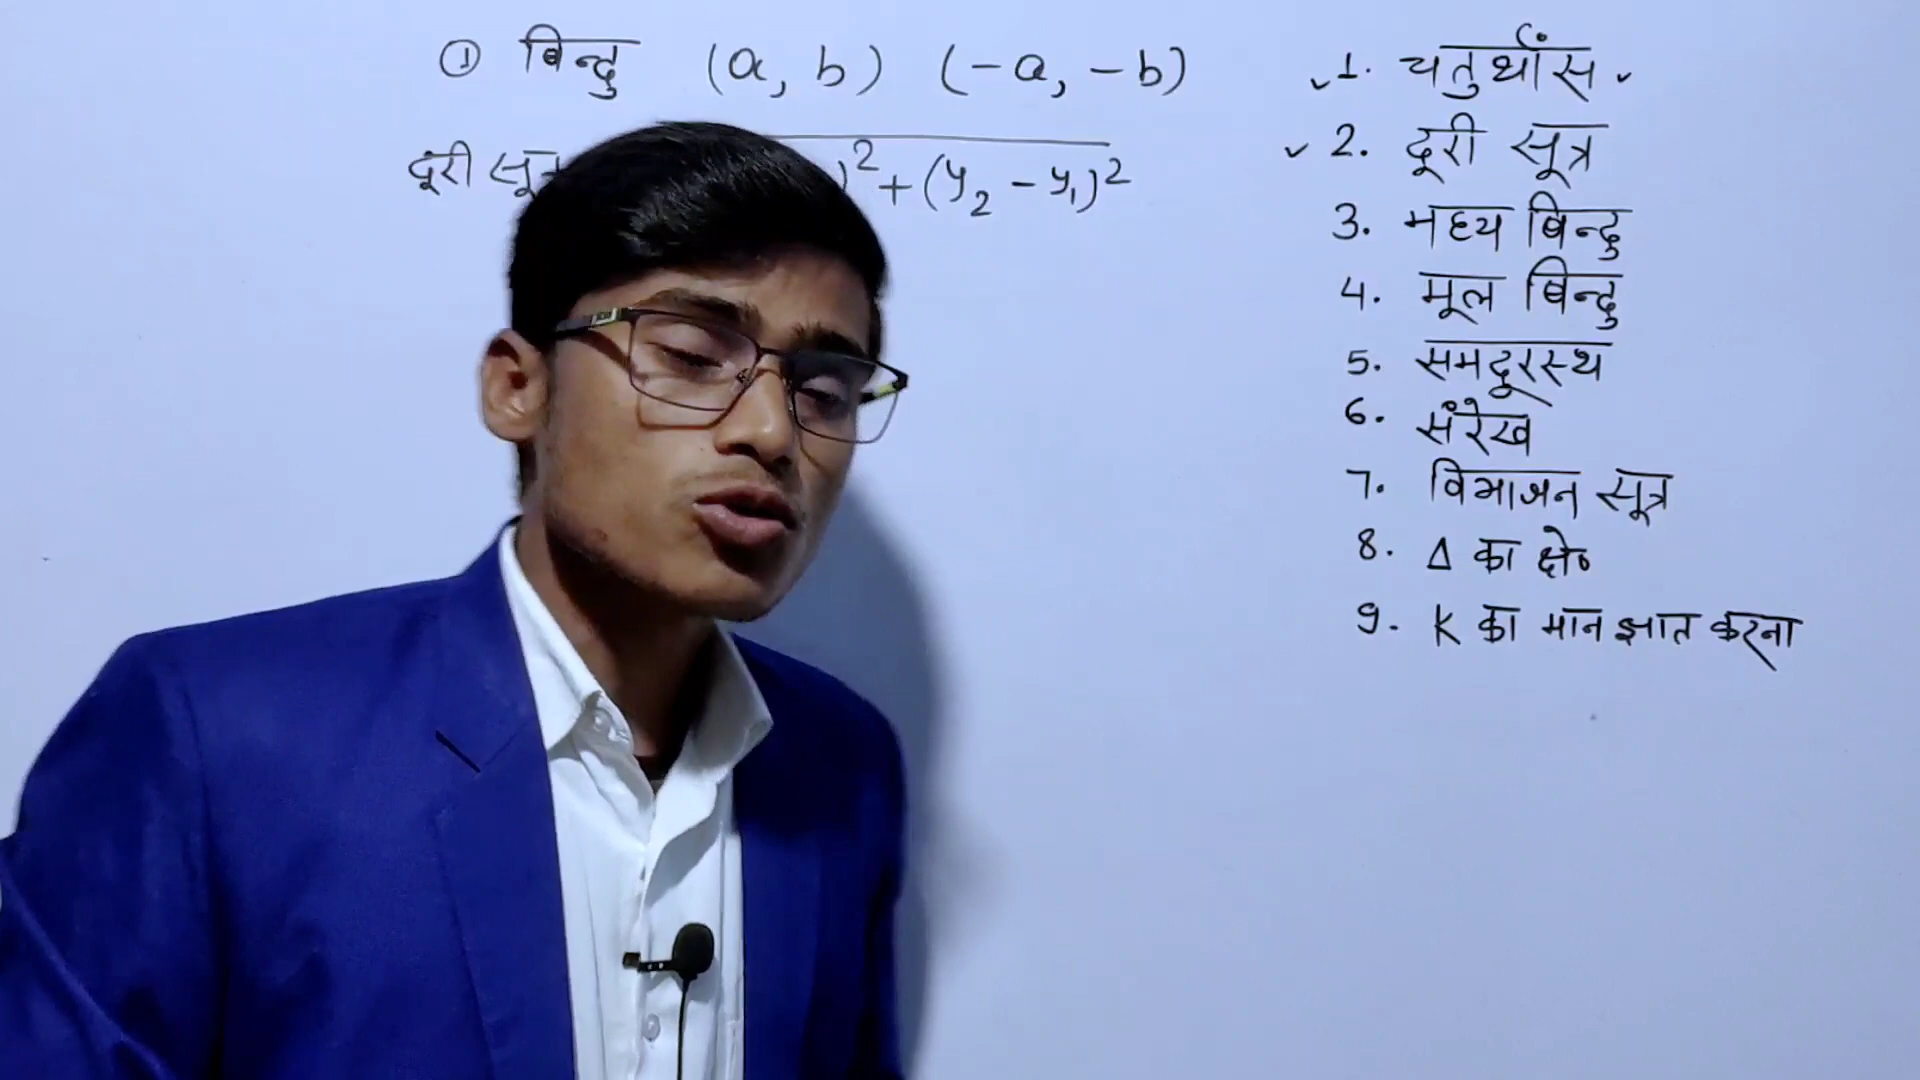 ① बिन्दु (a, b) (-a, -b)
दूरी सूत्र )²+(y₂ - y₁)²
1. चतुर्थांस
2. दूरी सूत्र
3. मध्य बिन्दु
4. मूल बिन्दु
5. समदूरस्थ
6. संरेख
7. विभाजन सूत्र
8. Δ का क्षे०
9. K का मान ज्ञात करना